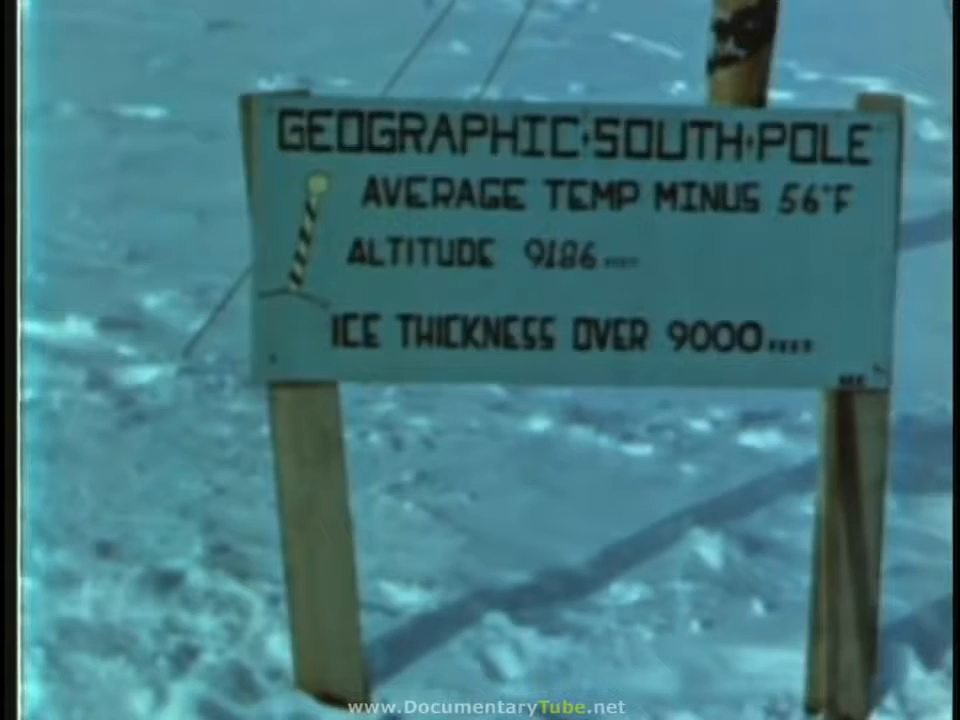 GEOGRAPHIC·SOUTH·POLE
AVERAGE TEMP MINUS 56°F
ALTITUDE 9186....
ICE THICKNESS OVER 9000....
www.DocumentaryTube.net